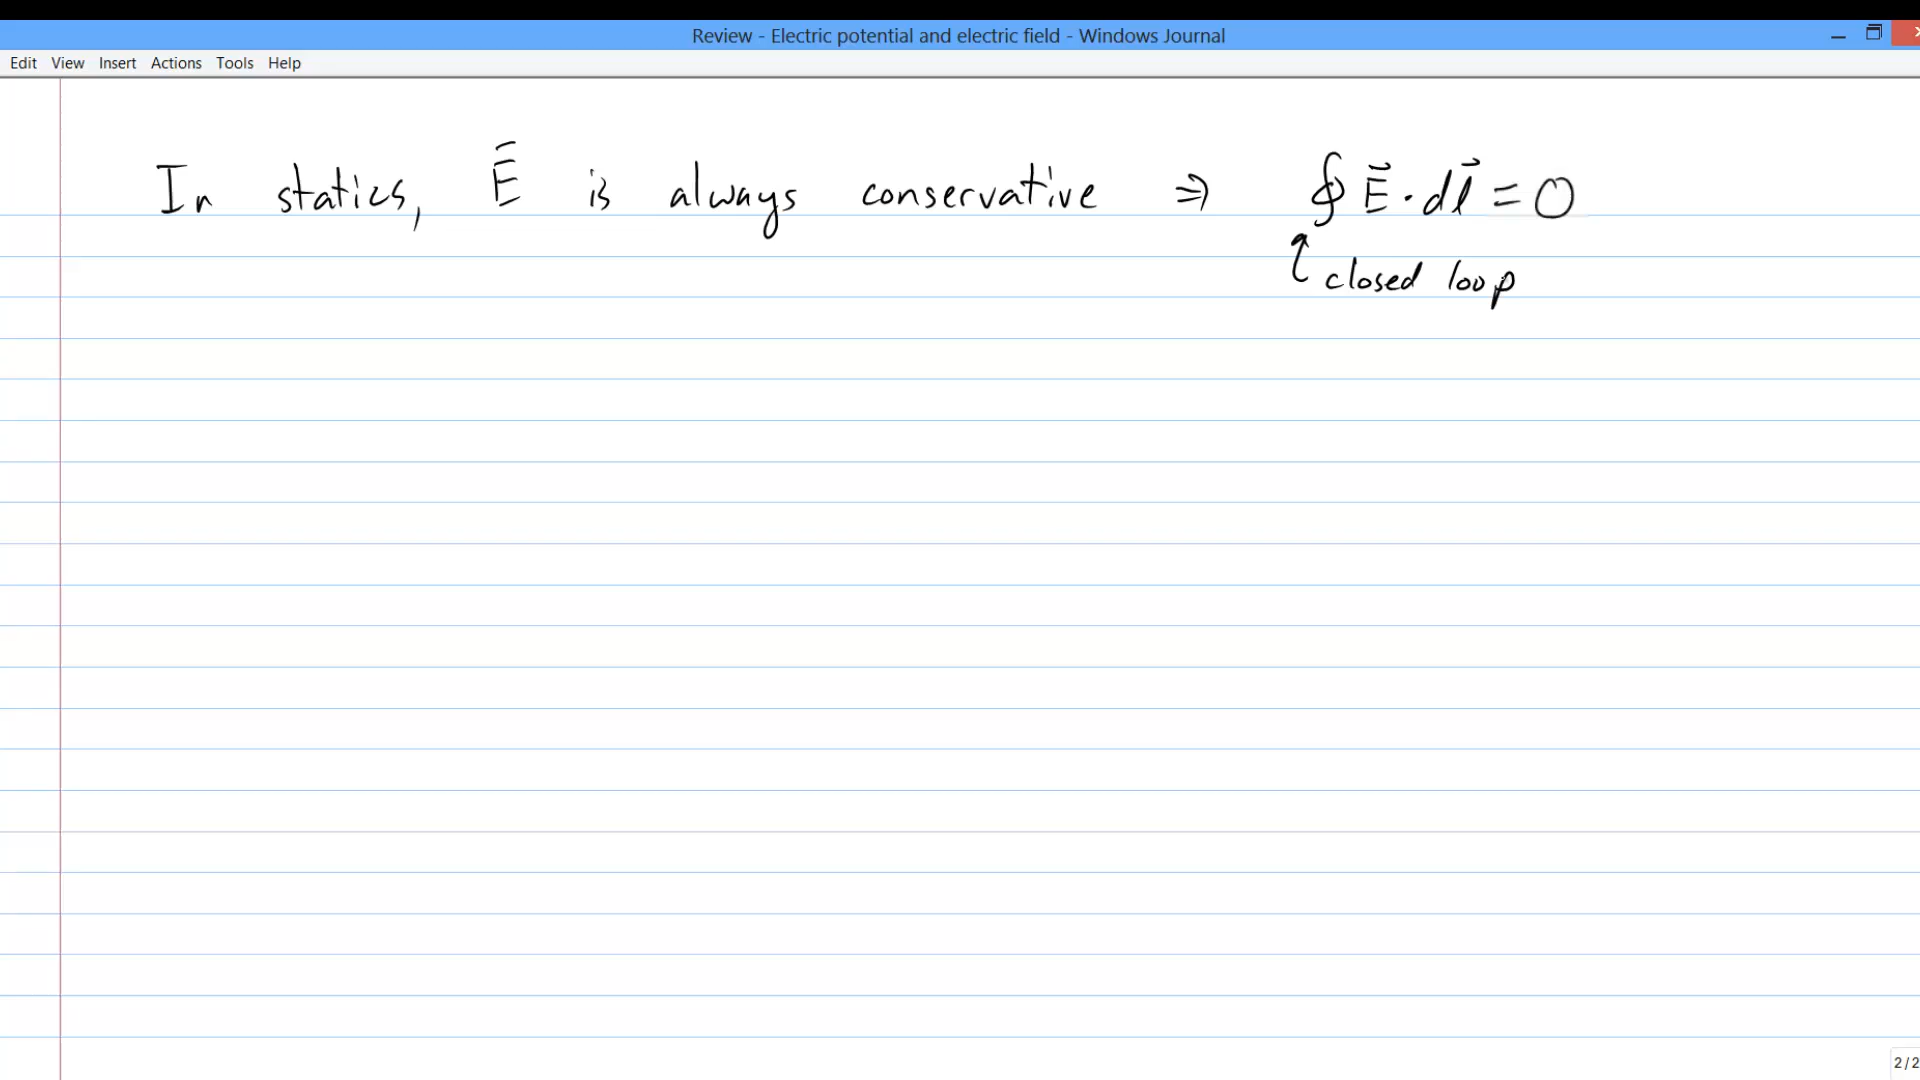 Review - Electric potential and electric field - Windows Journal
Edit View Insert Actions Tools Help
In statics, E⃗ is always conservative ⇒ ∮ E⃗ · dl⃗ = 0
closed loop
2/2